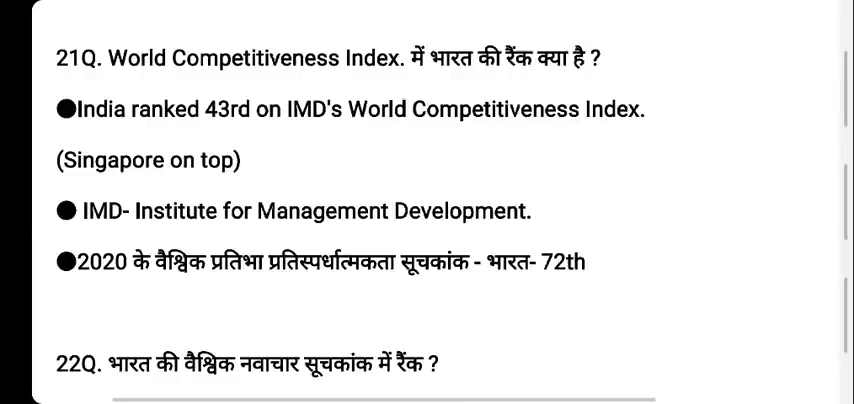 21Q. World Competitiveness Index. में भारत की रैंक क्या है ?
●India ranked 43rd on IMD's World Competitiveness Index.
(Singapore on top)
● IMD- Institute for Management Development.
●2020 के वैश्विक प्रतिभा प्रतिस्पर्धात्मकता सूचकांक - भारत- 72th
22Q. भारत की वैश्विक नवाचार सूचकांक में रैंक ?